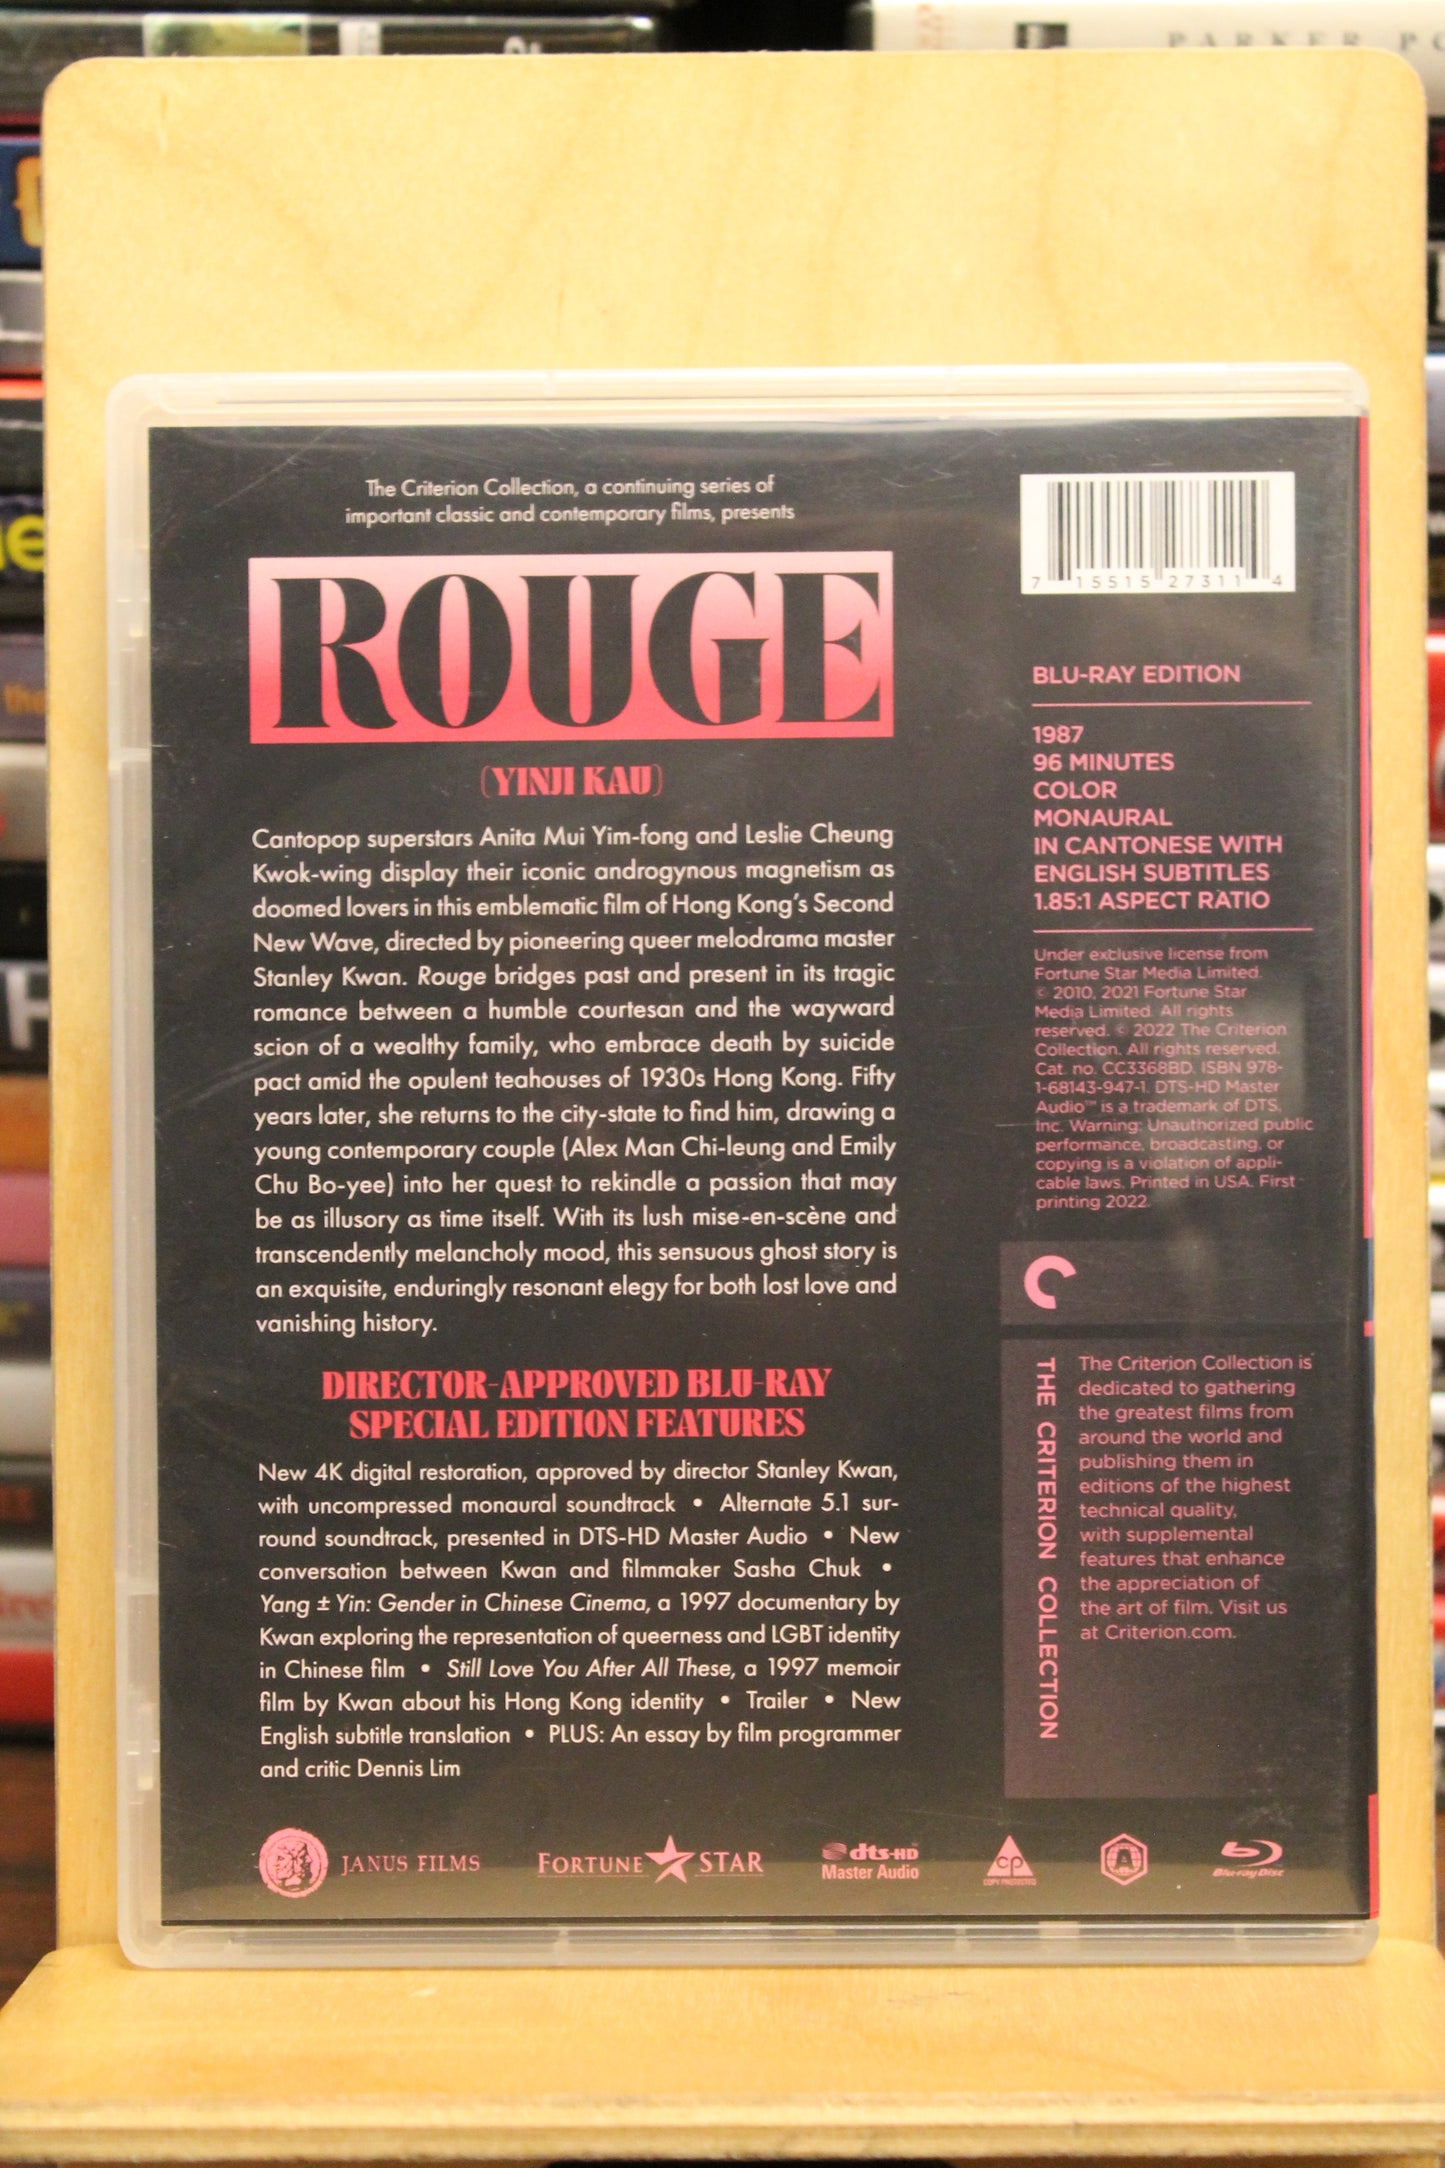 PARKER PO
The Criterion Collection, a continuing series of
important classic and contemporary films, presents
ROUGE
(YINJI KAU)
Cantopop superstars Anita Mui Yim-fong and Leslie Cheung
Kwok-wing display their iconic androgynous magnetism as
doomed lovers in this emblematic film of Hong Kong's Second
New Wave, directed by pioneering queer melodrama master
Stanley Kwan. Rouge bridges past and present in its tragic
romance between a humble courtesan and the wayward
scion of a wealthy family, who embrace death by suicide
pact amid the opulent teahouses of 1930s Hong Kong. Fifty
years later, she returns to the city-state to find him, drawing a
young contemporary couple (Alex Man Chi-leung and Emily
Chu Bo-yee) into her quest to rekindle a passion that may
be as illusory as time itself. With its lush mise-en-scène and
transcendently melancholy mood, this sensuous ghost story is
an exquisite, enduringly resonant elegy for both lost love and
vanishing history.
DIRECTOR-APPROVED BLU-RAY
SPECIAL EDITION FEATURES
New 4K digital restoration, approved by director Stanley Kwan,
with uncompressed monaural soundtrack • Alternate 5.1 sur-
round soundtrack, presented in DTS-HD Master Audio • New
conversation between Kwan and filmmaker Sasha Chuk •
Yang ± Yin: Gender in Chinese Cinema, a 1997 documentary by
Kwan exploring the representation of queerness and LGBT identity
in Chinese film • Still Love You After All These, a 1997 memoir
film by Kwan about his Hong Kong identity • Trailer • New
English subtitle translation • PLUS: An essay by film programmer
and critic Dennis Lim
7 15515 27311 4
BLU-RAY EDITION
1987
96 MINUTES
COLOR
MONAURAL
IN CANTONESE WITH
ENGLISH SUBTITLES
1.85:1 ASPECT RATIO
Under exclusive license from
Fortune Star Media Limited.
© 2010, 2021 Fortune Star
Media Limited. All rights
reserved. © 2022 The Criterion
Collection. All rights reserved.
Cat. no. CC3368BD. ISBN 978-
1-68143-947-1. DTS-HD Master
Audio™ is a trademark of DTS,
Inc. Warning: Unauthorized public
performance, broadcasting, or
copying is a violation of appli-
cable laws. Printed in USA. First
printing 2022.
THE CRITERION COLLECTION
The Criterion Collection is
dedicated to gathering
the greatest films from
around the world and
publishing them in
editions of the highest
technical quality,
with supplemental
features that enhance
the appreciation of
the art of film. Visit us
at Criterion.com.
JANUS FILMS
FORTUNE STAR
dts-HD
Master Audio
cp
COPY PROTECTED
A
Blu-ray Disc